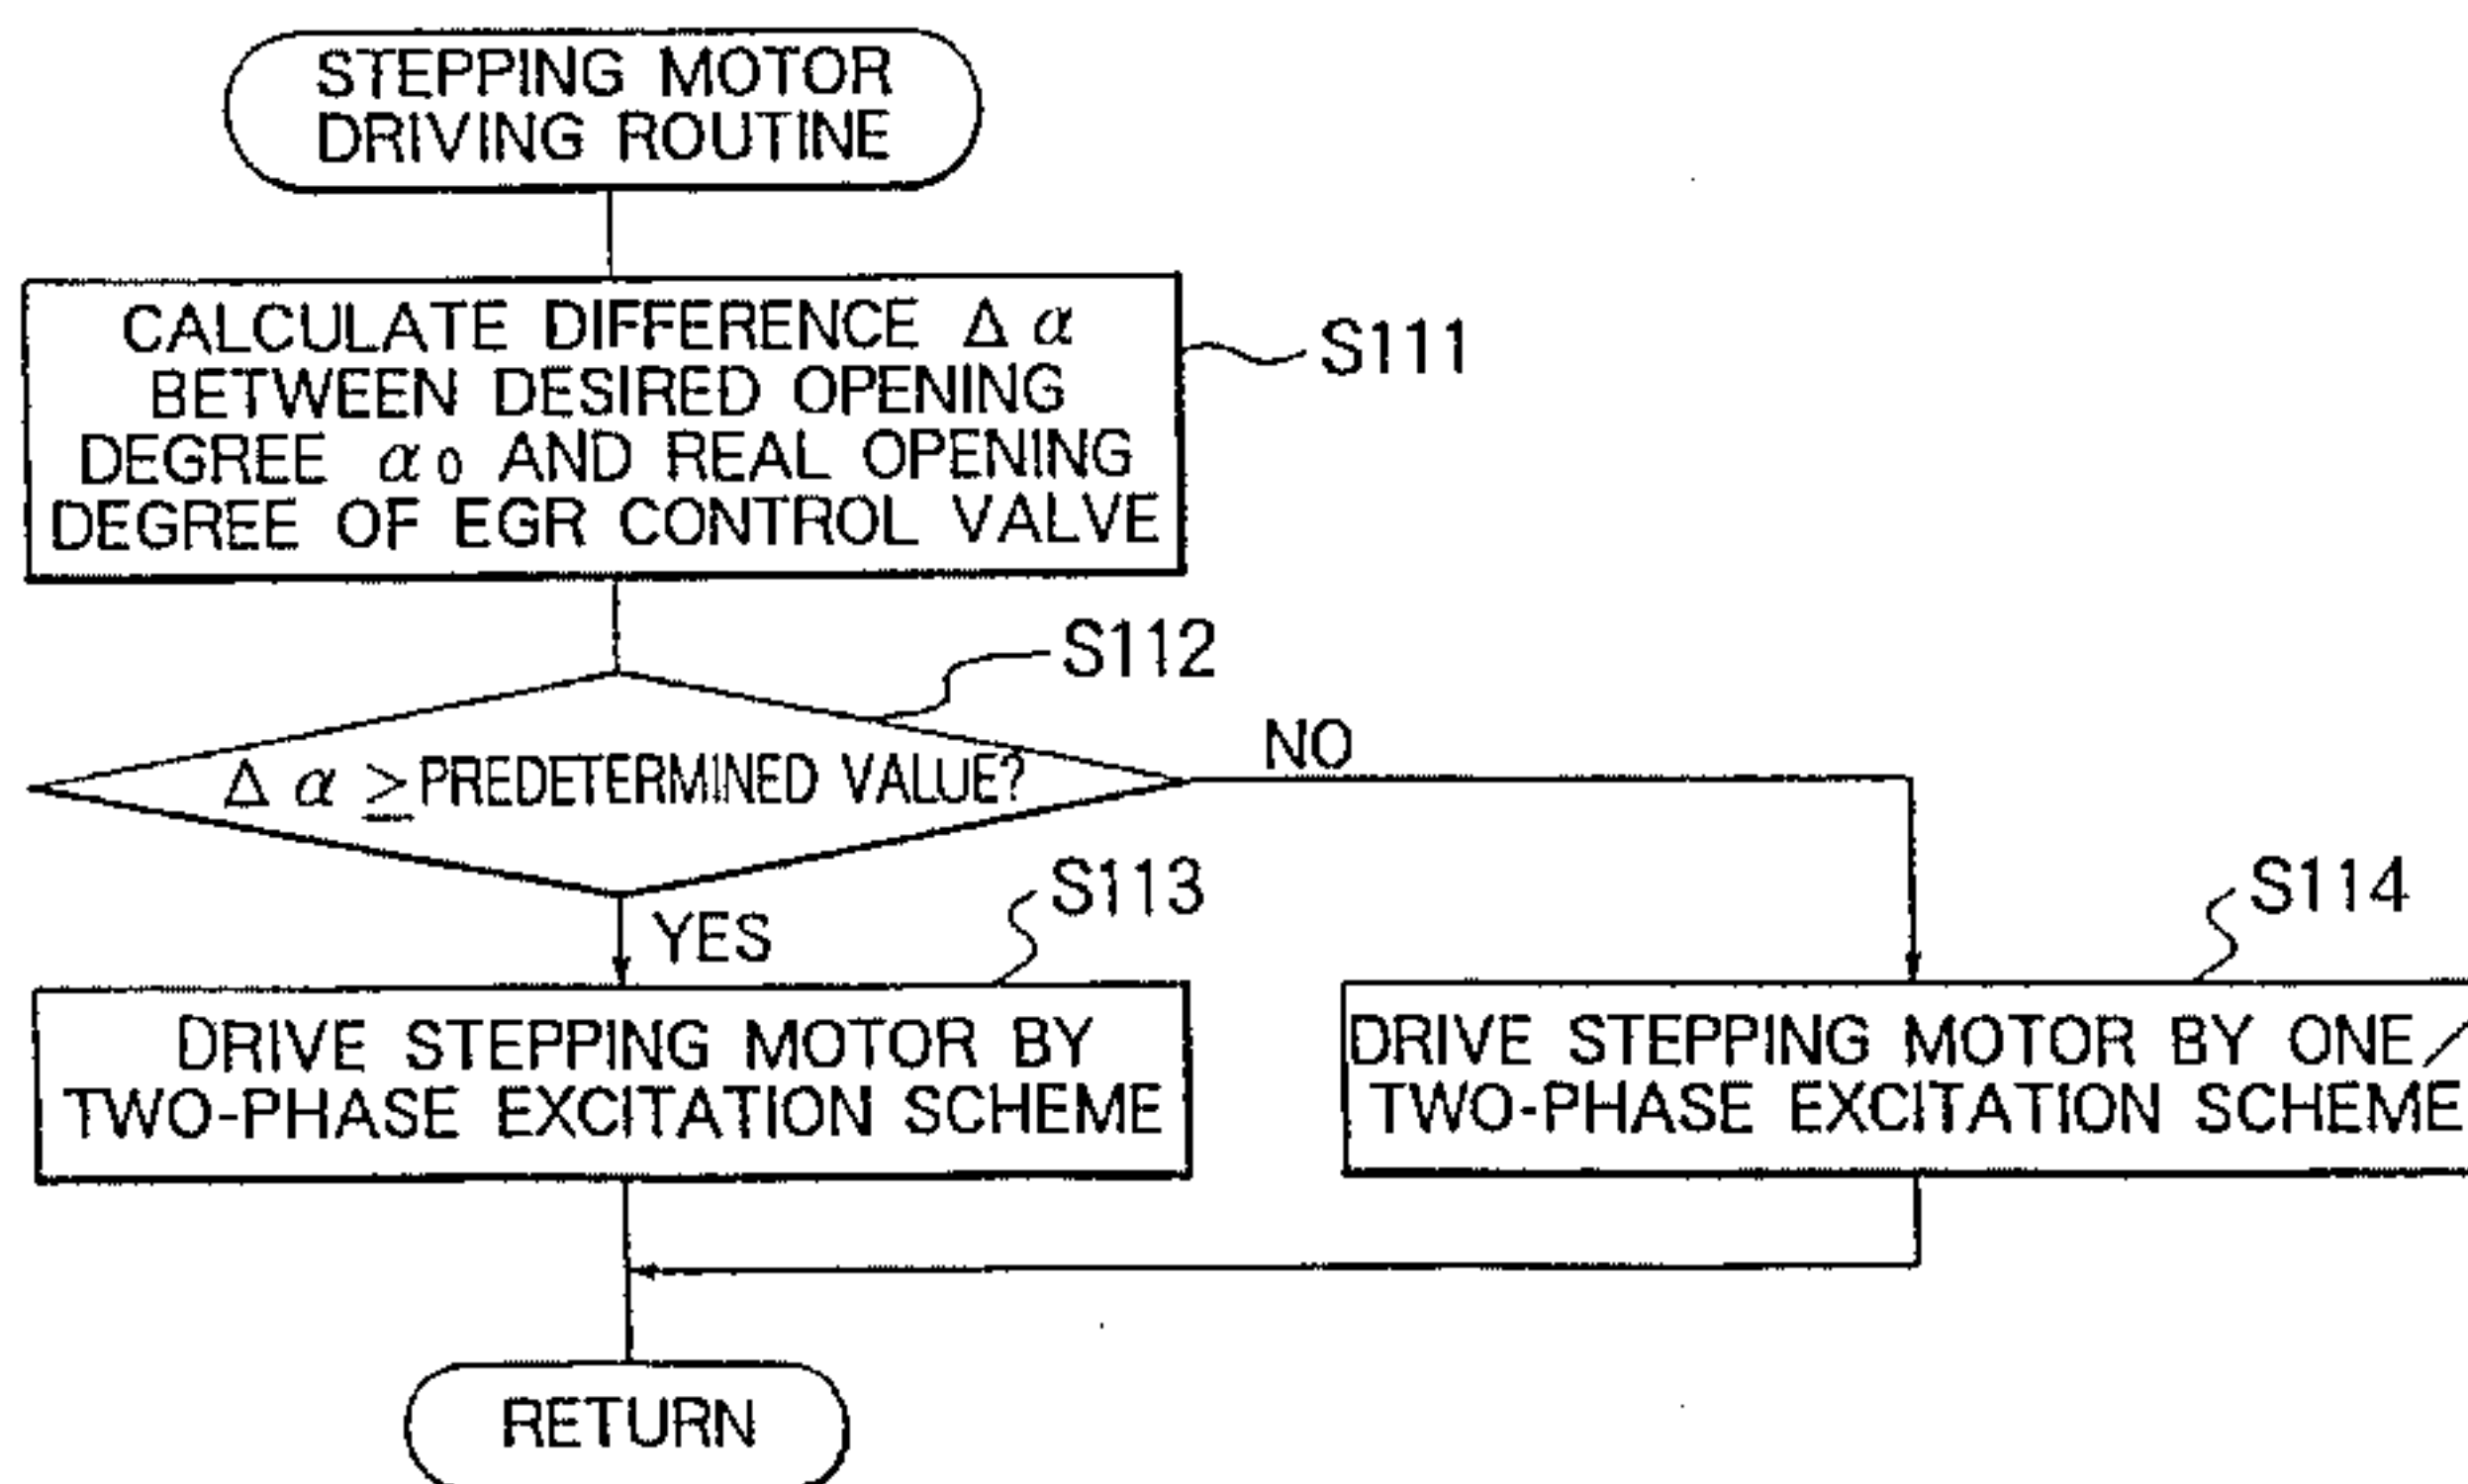 STEPPING MOTOR
DRIVING ROUTINE
CALCULATE DIFFERENCE Δα
BETWEEN DESIRED OPENING
DEGREE α0 AND REAL OPENING
DEGREE OF EGR CONTROL VALVE
S111
S112
Δα ≥ PREDETERMINED VALUE?
NO
YES
S113
DRIVE STEPPING MOTOR BY
TWO-PHASE EXCITATION SCHEME
S114
DRIVE STEPPING MOTOR BY ONE/
TWO-PHASE EXCITATION SCHEME
RETURN